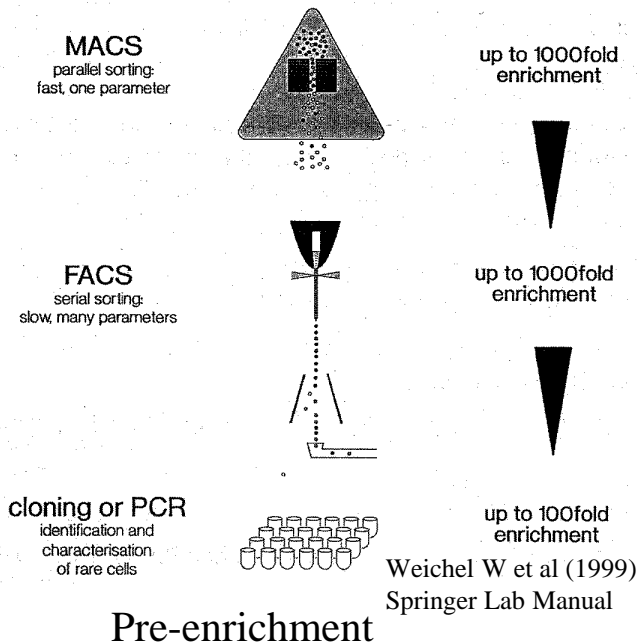 MACS
parallel sorting:
fast, one parameter
up to 1000fold
enrichment
FACS
serial sorting:
slow, many parameters
up to 1000fold
enrichment
cloning or PCR
identification and
characterisation
of rare cells
up to 100fold
enrichment
Weichel W et al (1999)
Springer Lab Manual
Pre-enrichment